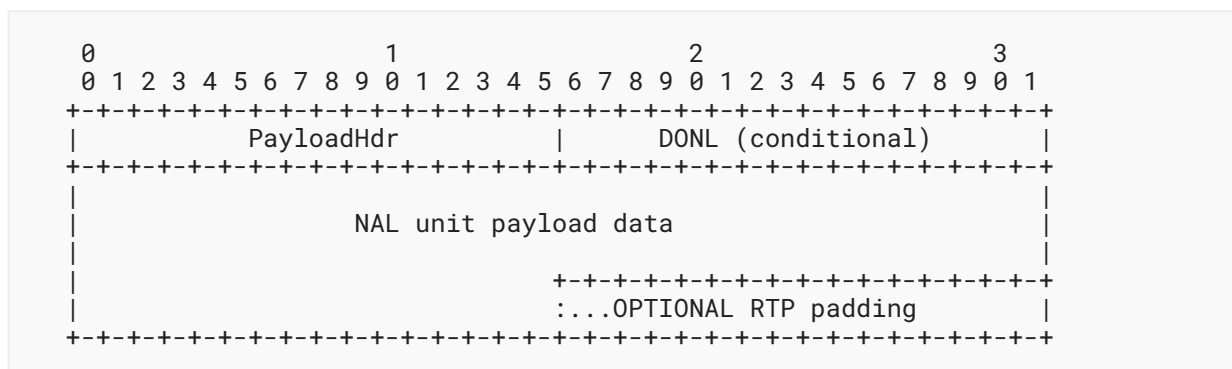 0                   1                   2                   3
 0 1 2 3 4 5 6 7 8 9 0 1 2 3 4 5 6 7 8 9 0 1 2 3 4 5 6 7 8 9 0 1
+-+-+-+-+-+-+-+-+-+-+-+-+-+-+-+-+-+-+-+-+-+-+-+-+-+-+-+-+-+-+-+-+
|           PayloadHdr          |      DONL (conditional)       |
+-+-+-+-+-+-+-+-+-+-+-+-+-+-+-+-+-+-+-+-+-+-+-+-+-+-+-+-+-+-+-+-+
|                                                               |
|                  NAL unit payload data                        |
|                                                               |
|                               +-+-+-+-+-+-+-+-+-+-+-+-+-+-+-+-+
|                               :...OPTIONAL RTP padding        |
+-+-+-+-+-+-+-+-+-+-+-+-+-+-+-+-+-+-+-+-+-+-+-+-+-+-+-+-+-+-+-+-+